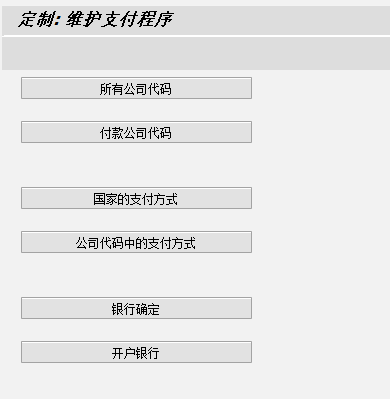 定制: 维护支付程序
所有公司代码
付款公司代码
国家的支付方式
公司代码中的支付方式
银行确定
开户银行